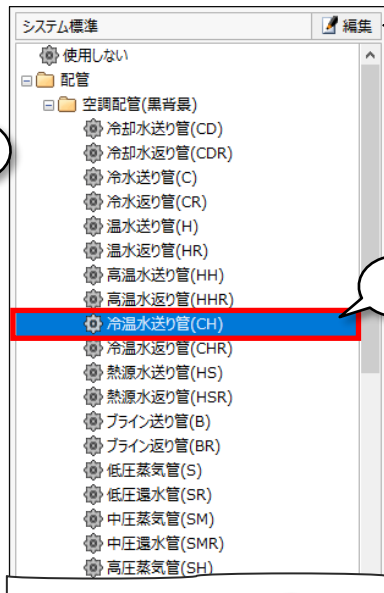 システム標準 編集
使用しない
配管
空調配管(黒背景)
冷却水送り管(CD)
冷却水返り管(CDR)
冷水送り管(C)
冷水返り管(CR)
温水送り管(H)
温水返り管(HR)
高温水送り管(HH)
高温水返り管(HHR)
冷温水送り管(CH)
冷温水返り管(CHR)
熱源水送り管(HS)
熱源水返り管(HSR)
ブライン送り管(B)
ブライン返り管(BR)
低圧蒸気管(S)
低圧還水管(SR)
中圧蒸気管(SM)
中圧還水管(SMR)
高圧蒸気管(SH)